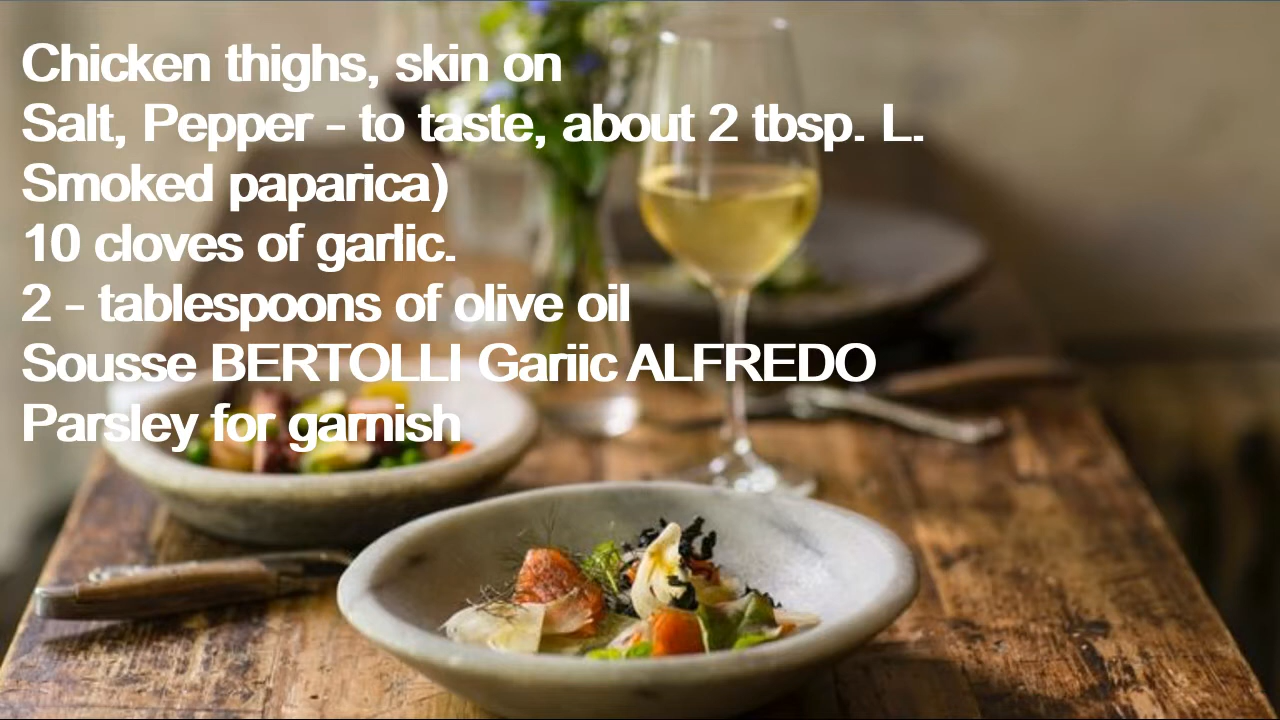 Chicken thighs, skin on
Salt, Pepper - to taste, about 2 tbsp. L.
Smoked paparica)
10 cloves of garlic.
2 - tablespoons of olive oil
Sousse BERTOLLI Gariic ALFREDO
Parsley for garnish